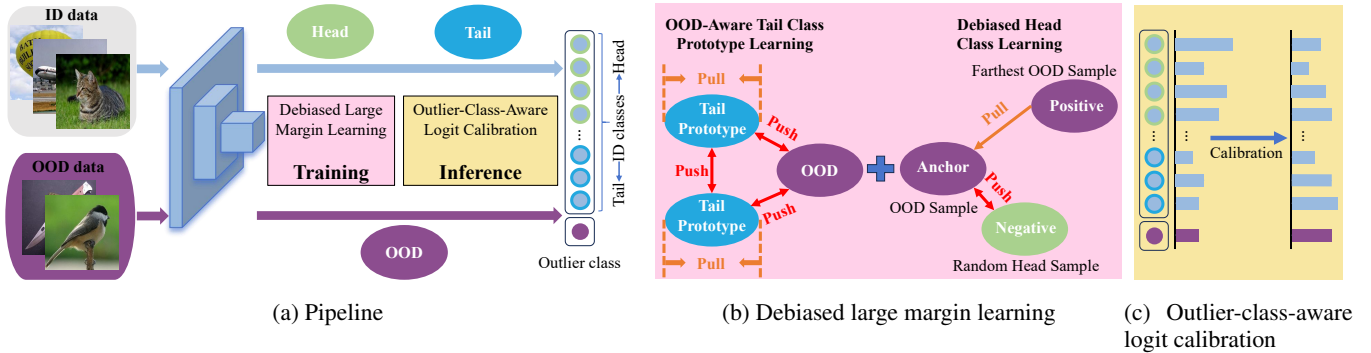 ID data
OOD data
Head
Tail
Debiased Large
Margin Learning
Training
Outlier-Class-Aware
Logit Calibration
Inference
OOD
Tail
ID classes
Head
...
Outlier class
(a) Pipeline
OOD-Aware Tail Class
Prototype Learning
Pull
Tail
Prototype
Push
Push
OOD
Push
Tail
Prototype
Pull
Debiased Head
Class Learning
Farthest OOD Sample
Positive
Pull
Anchor
OOD Sample
Push
Negative
Random Head Sample
(b) Debiased large margin learning
...
...
Calibration
...
(c) Outlier-class-aware
logit calibration